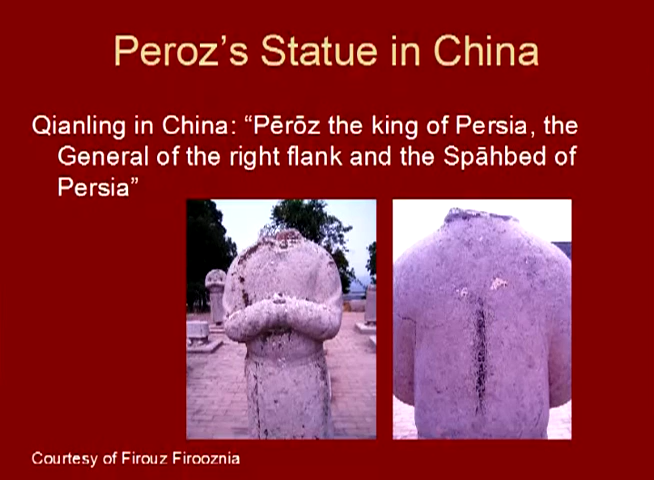 Peroz’s Statue in China
Qianling in China: “Pērōz the king of Persia, the
General of the right flank and the Spāhbed of
Persia”
Courtesy of Firouz Firooznia